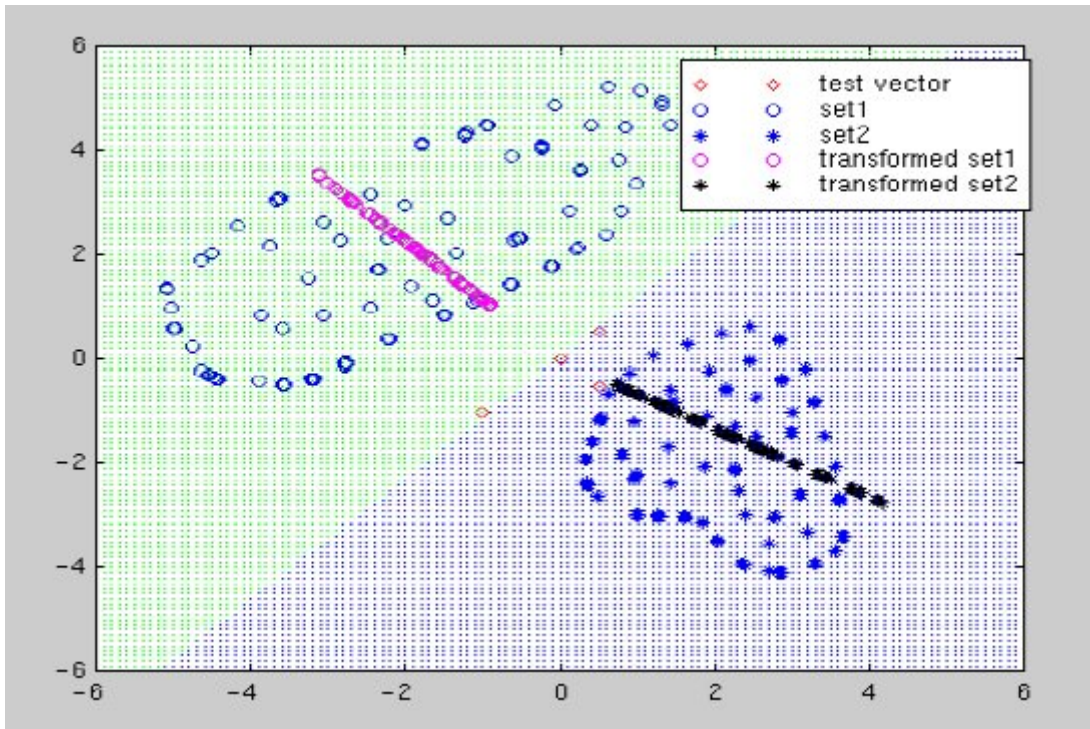 6
4
2
0
-2
-4
-6
-6
-4
-2
0
2
4
6
test vector
set1
set2
transformed set1
transformed set2